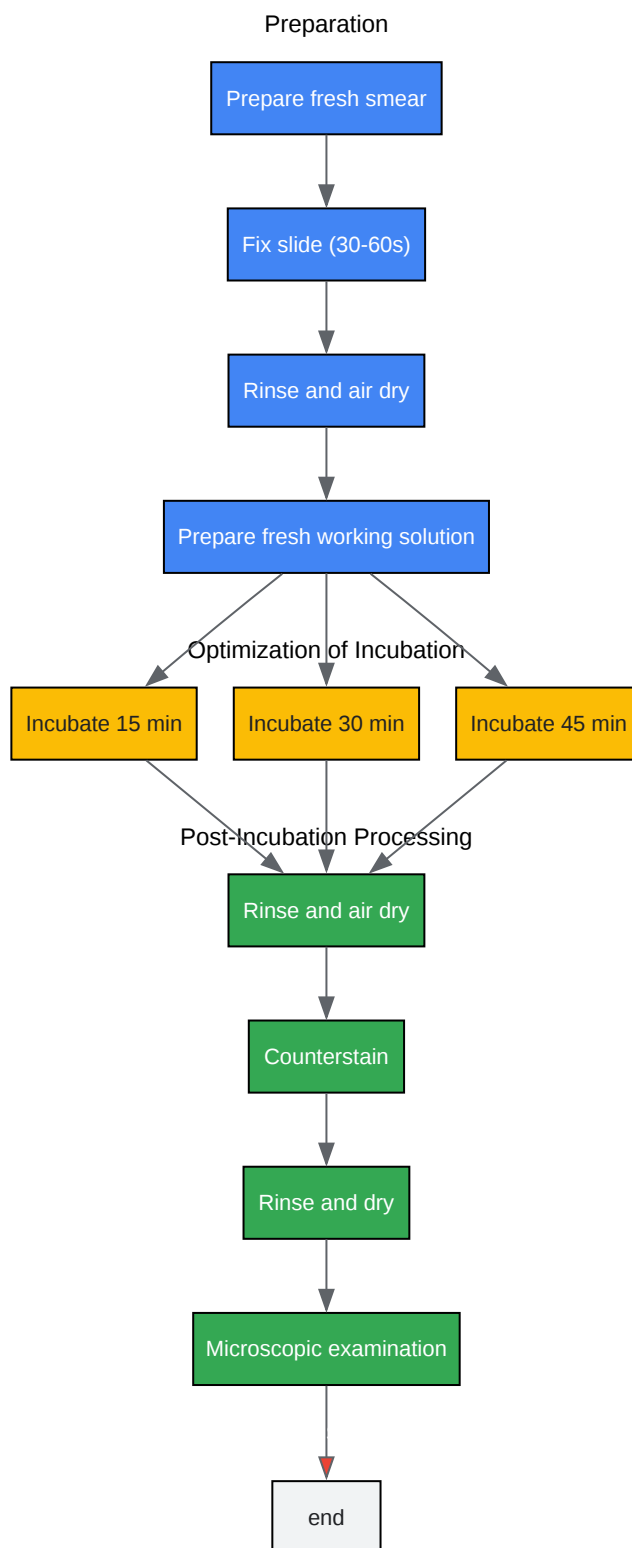 Preparation
Prepare fresh smear
Fix slide (30-60s)
Rinse and air dry
Prepare fresh working solution
Optimization of Incubation
Incubate 15 min
Incubate 30 min
Incubate 45 min
Post-Incubation Processing
Rinse and air dry
Counterstain
Rinse and dry
Microscopic examination
end